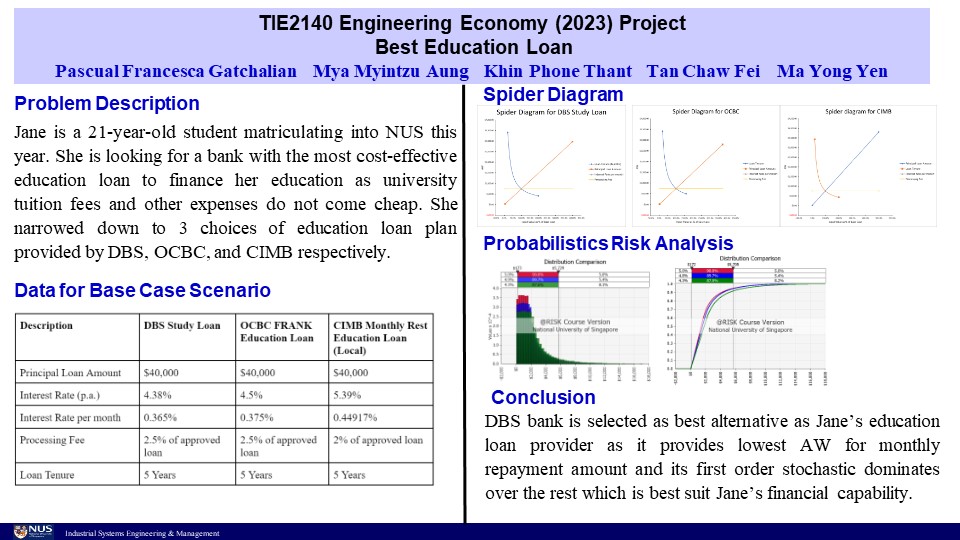 TIE2140 Engineering Economy (2023) Project
Best Education Loan
Pascual Francesca Gatchalian Mya Myintzu Aung Khin Phone Thant Tan Chaw Fei Ma Yong Yen
Problem Description
Jane is a 21-year-old student matriculating into NUS this
year. She is looking for a bank with the most cost-effective
education loan to finance her education as university
tuition fees and other expenses do not come cheap. She
narrowed down to 3 choices of education loan plan
provided by DBS, OCBC, and CIMB respectively.
Data for Base Case Scenario
Description DBS Study Loan OCBC FRANK Education Loan CIMB Monthly Rest Education Loan (Local)
Principal Loan Amount $40,000 $40,000 $40,000
Interest Rate (p.a.) 4.38% 4.5% 5.39%
Interest Rate per month 0.365% 0.375% 0.44917%
Processing Fee 2.5% of approved loan 2.5% of approved loan 2% of approved loan
Loan Tenure 5 Years 5 Years 5 Years
Spider Diagram
Spider Diagram for DBS Study Loan
Spider Diagram for OCBC
Spider diagram for CIMB
Probabilistics Risk Analysis
Distribution Comparison
@RISK Course Version
National University of Singapore
Distribution Comparison
@RISK Course Version
National University of Singapore
Conclusion
DBS bank is selected as best alternative as Jane's education
loan provider as it provides lowest AW for monthly
repayment amount and its first order stochastic dominates
over the rest which is best suit Jane's financial capability.
NUS
Industrial Systems Engineering & Management